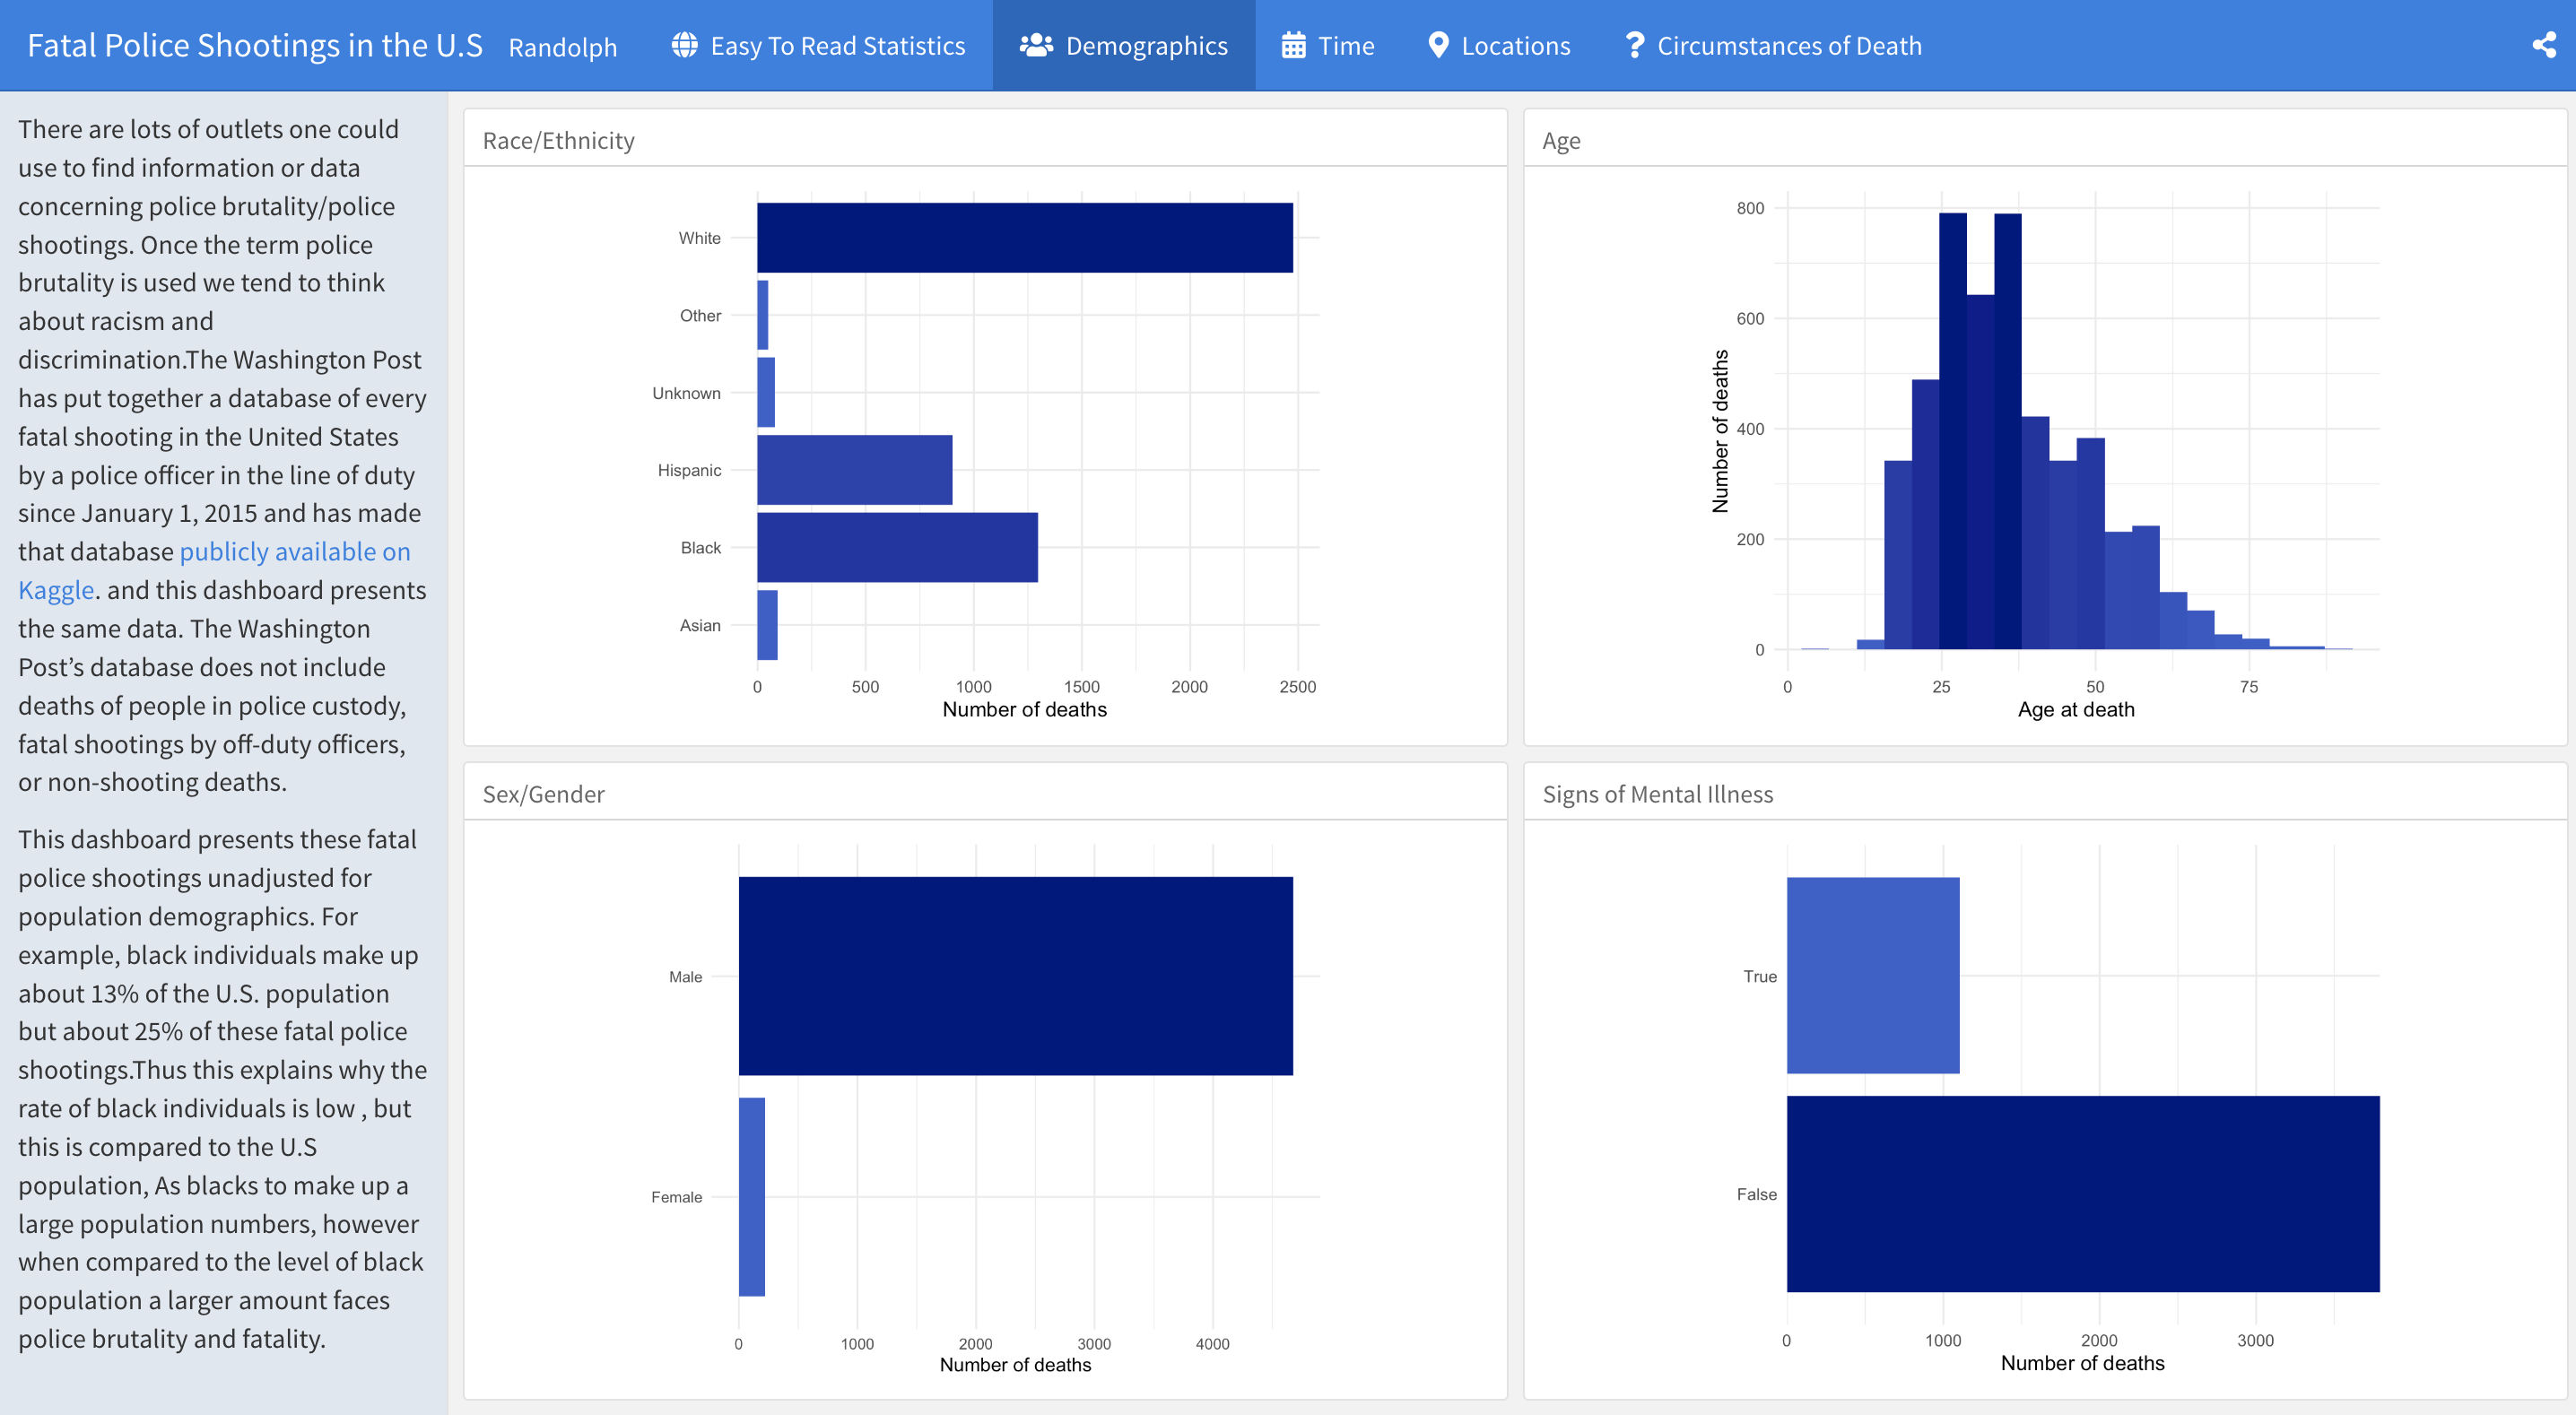 Fatal Police Shootings in the U.S Randolph Easy To Read Statistics Demographics Time Locations Circumstances of Death
There are lots of outlets one could
use to find information or data
concerning police brutality/police
shootings. Once the term police
brutality is used we tend to think
about racism and
discrimination.The Washington Post
has put together a database of every
fatal shooting in the United States
by a police officer in the line of duty
since January 1, 2015 and has made
that database publicly available on
Kaggle. and this dashboard presents
the same data. The Washington
Post’s database does not include
deaths of people in police custody,
fatal shootings by off-duty officers,
or non-shooting deaths.
This dashboard presents these fatal
police shootings unadjusted for
population demographics. For
example, black individuals make up
about 13% of the U.S. population
but about 25% of these fatal police
shootings.Thus this explains why the
rate of black individuals is low , but
this is compared to the U.S
population, As blacks to make up a
large population numbers, however
when compared to the level of black
population a larger amount faces
police brutality and fatality.
Race/Ethnicity
White
Other
Unknown
Hispanic
Black
Asian
0 500 1000 1500 2000 2500
Number of deaths
Age
Number of deaths
800
600
400
200
0
0 25 50 75
Age at death
Sex/Gender
Male
Female
0 1000 2000 3000 4000
Number of deaths
Signs of Mental Illness
True
False
0 1000 2000 3000
Number of deaths